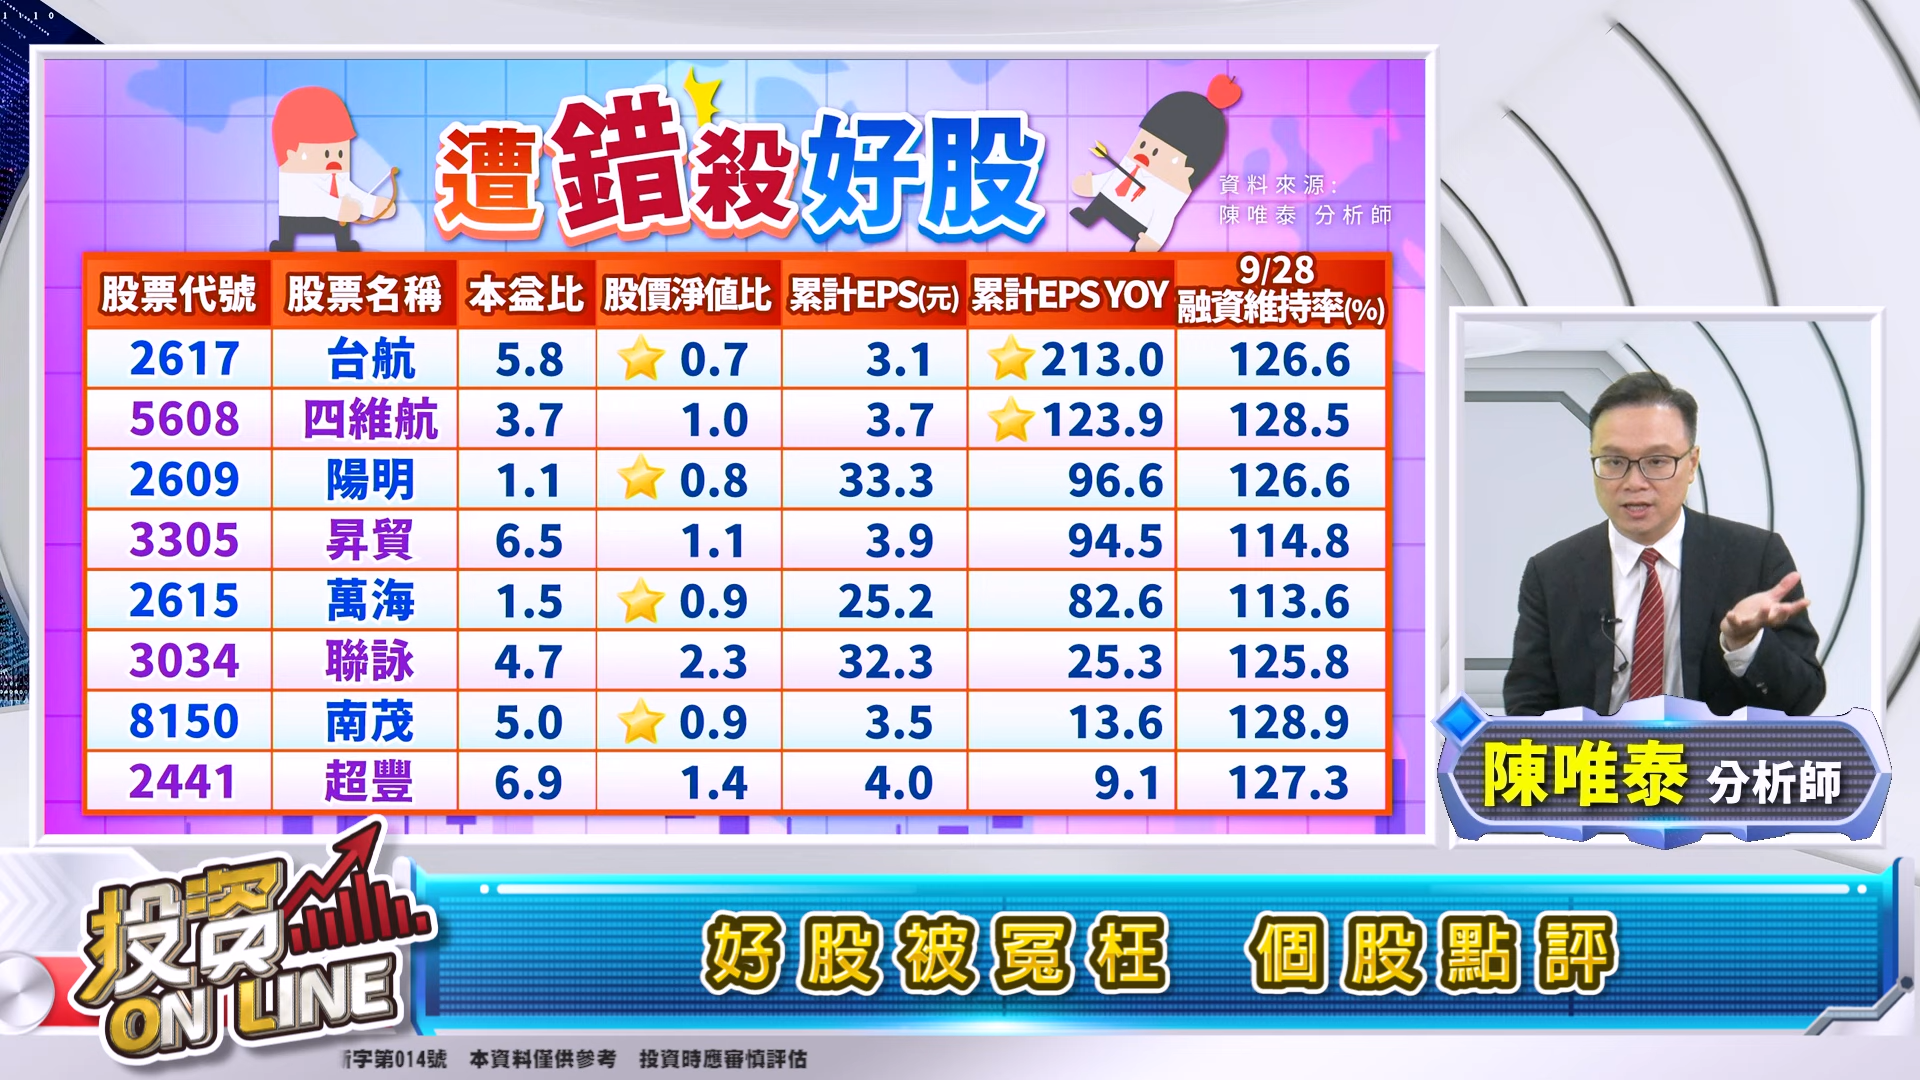 遭錯殺好股
資料來源:
陳唯泰 分析師
股票代號 股票名稱 本益比 股價淨值比 累計EPS(元) 累計EPS YOY 9/28 融資維持率(%)
2617 台航 5.8 0.7 3.1 213.0 126.6
5608 四維航 3.7 1.0 3.7 123.9 128.5
2609 陽明 1.1 0.8 33.3 96.6 126.6
3305 昇貿 6.5 1.1 3.9 94.5 114.8
2615 萬海 1.5 0.9 25.2 82.6 113.6
3034 聯詠 4.7 2.3 32.3 25.3 125.8
8150 南茂 5.0 0.9 3.5 13.6 128.9
2441 超豐 6.9 1.4 4.0 9.1 127.3
陳唯泰 分析師
投資
ON LINE
好股被冤枉 個股點評
字第014號 本資料僅供參考 投資時應審慎評估